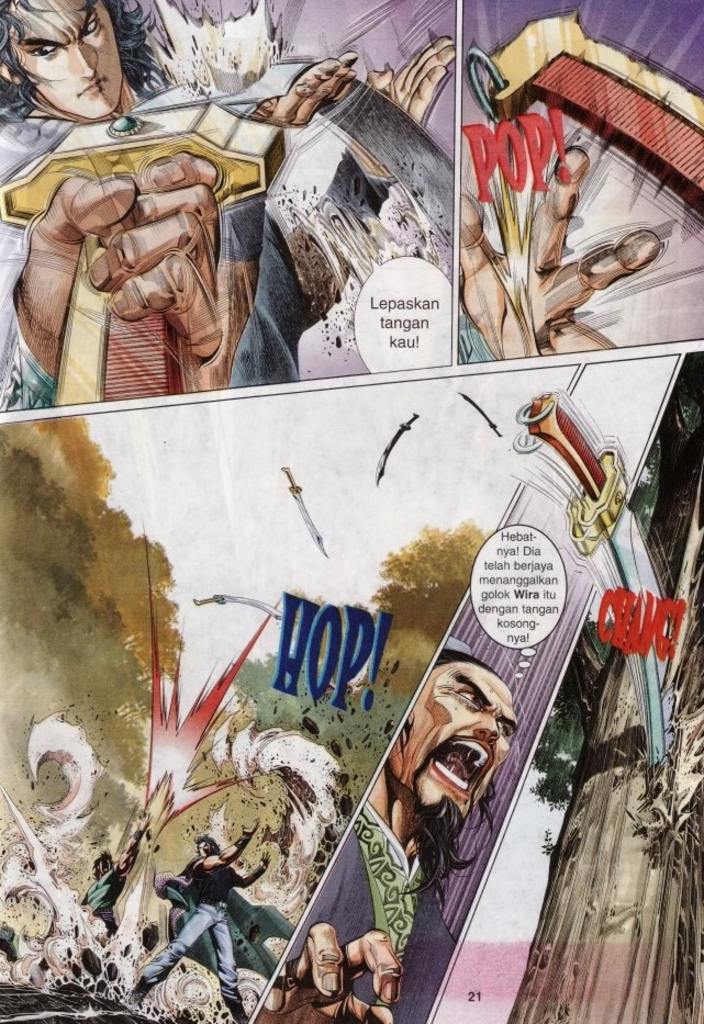 Lepaskan
tangan
kau!
POP!
HOP!
Hebat-
nya! Dia
telah berjaya
menanggalkan
golok Wira itu
dengan tangan
kosong-
nya!
CHANG!
21